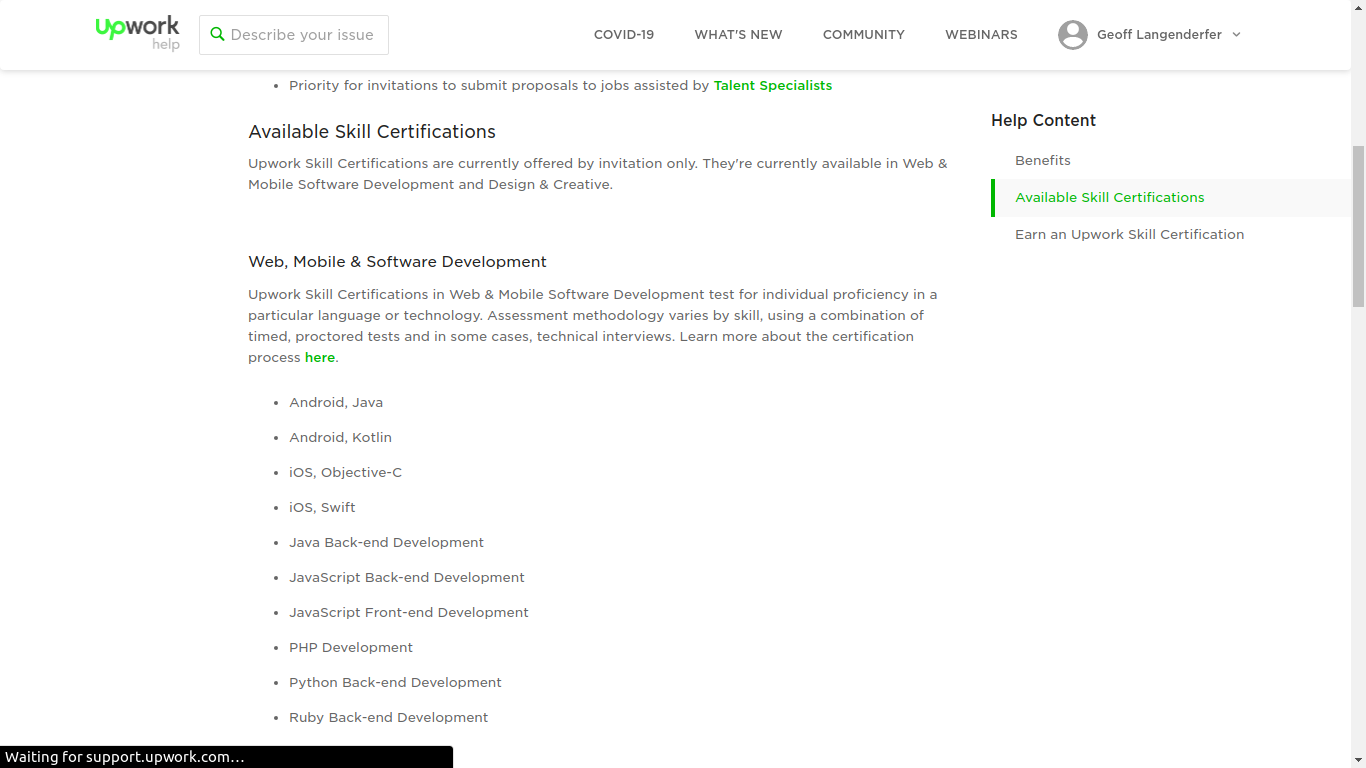 Upwork
help
Describe your issue
COVID-19
WHAT'S NEW
COMMUNITY
WEBINARS
Geoff Langenderfer
• Priority for invitations to submit proposals to jobs assisted by Talent Specialists
Available Skill Certifications
Upwork Skill Certifications are currently offered by invitation only. They're currently available in Web &
Mobile Software Development and Design & Creative.
Web, Mobile & Software Development
Upwork Skill Certifications in Web & Mobile Software Development test for individual proficiency in a
particular language or technology. Assessment methodology varies by skill, using a combination of
timed, proctored tests and in some cases, technical interviews. Learn more about the certification
process here.
• Android, Java
• Android, Kotlin
• iOS, Objective-C
• iOS, Swift
• Java Back-end Development
• JavaScript Back-end Development
• JavaScript Front-end Development
• PHP Development
• Python Back-end Development
• Ruby Back-end Development
Help Content
Benefits
Available Skill Certifications
Earn an Upwork Skill Certification
Waiting for support.upwork.com…